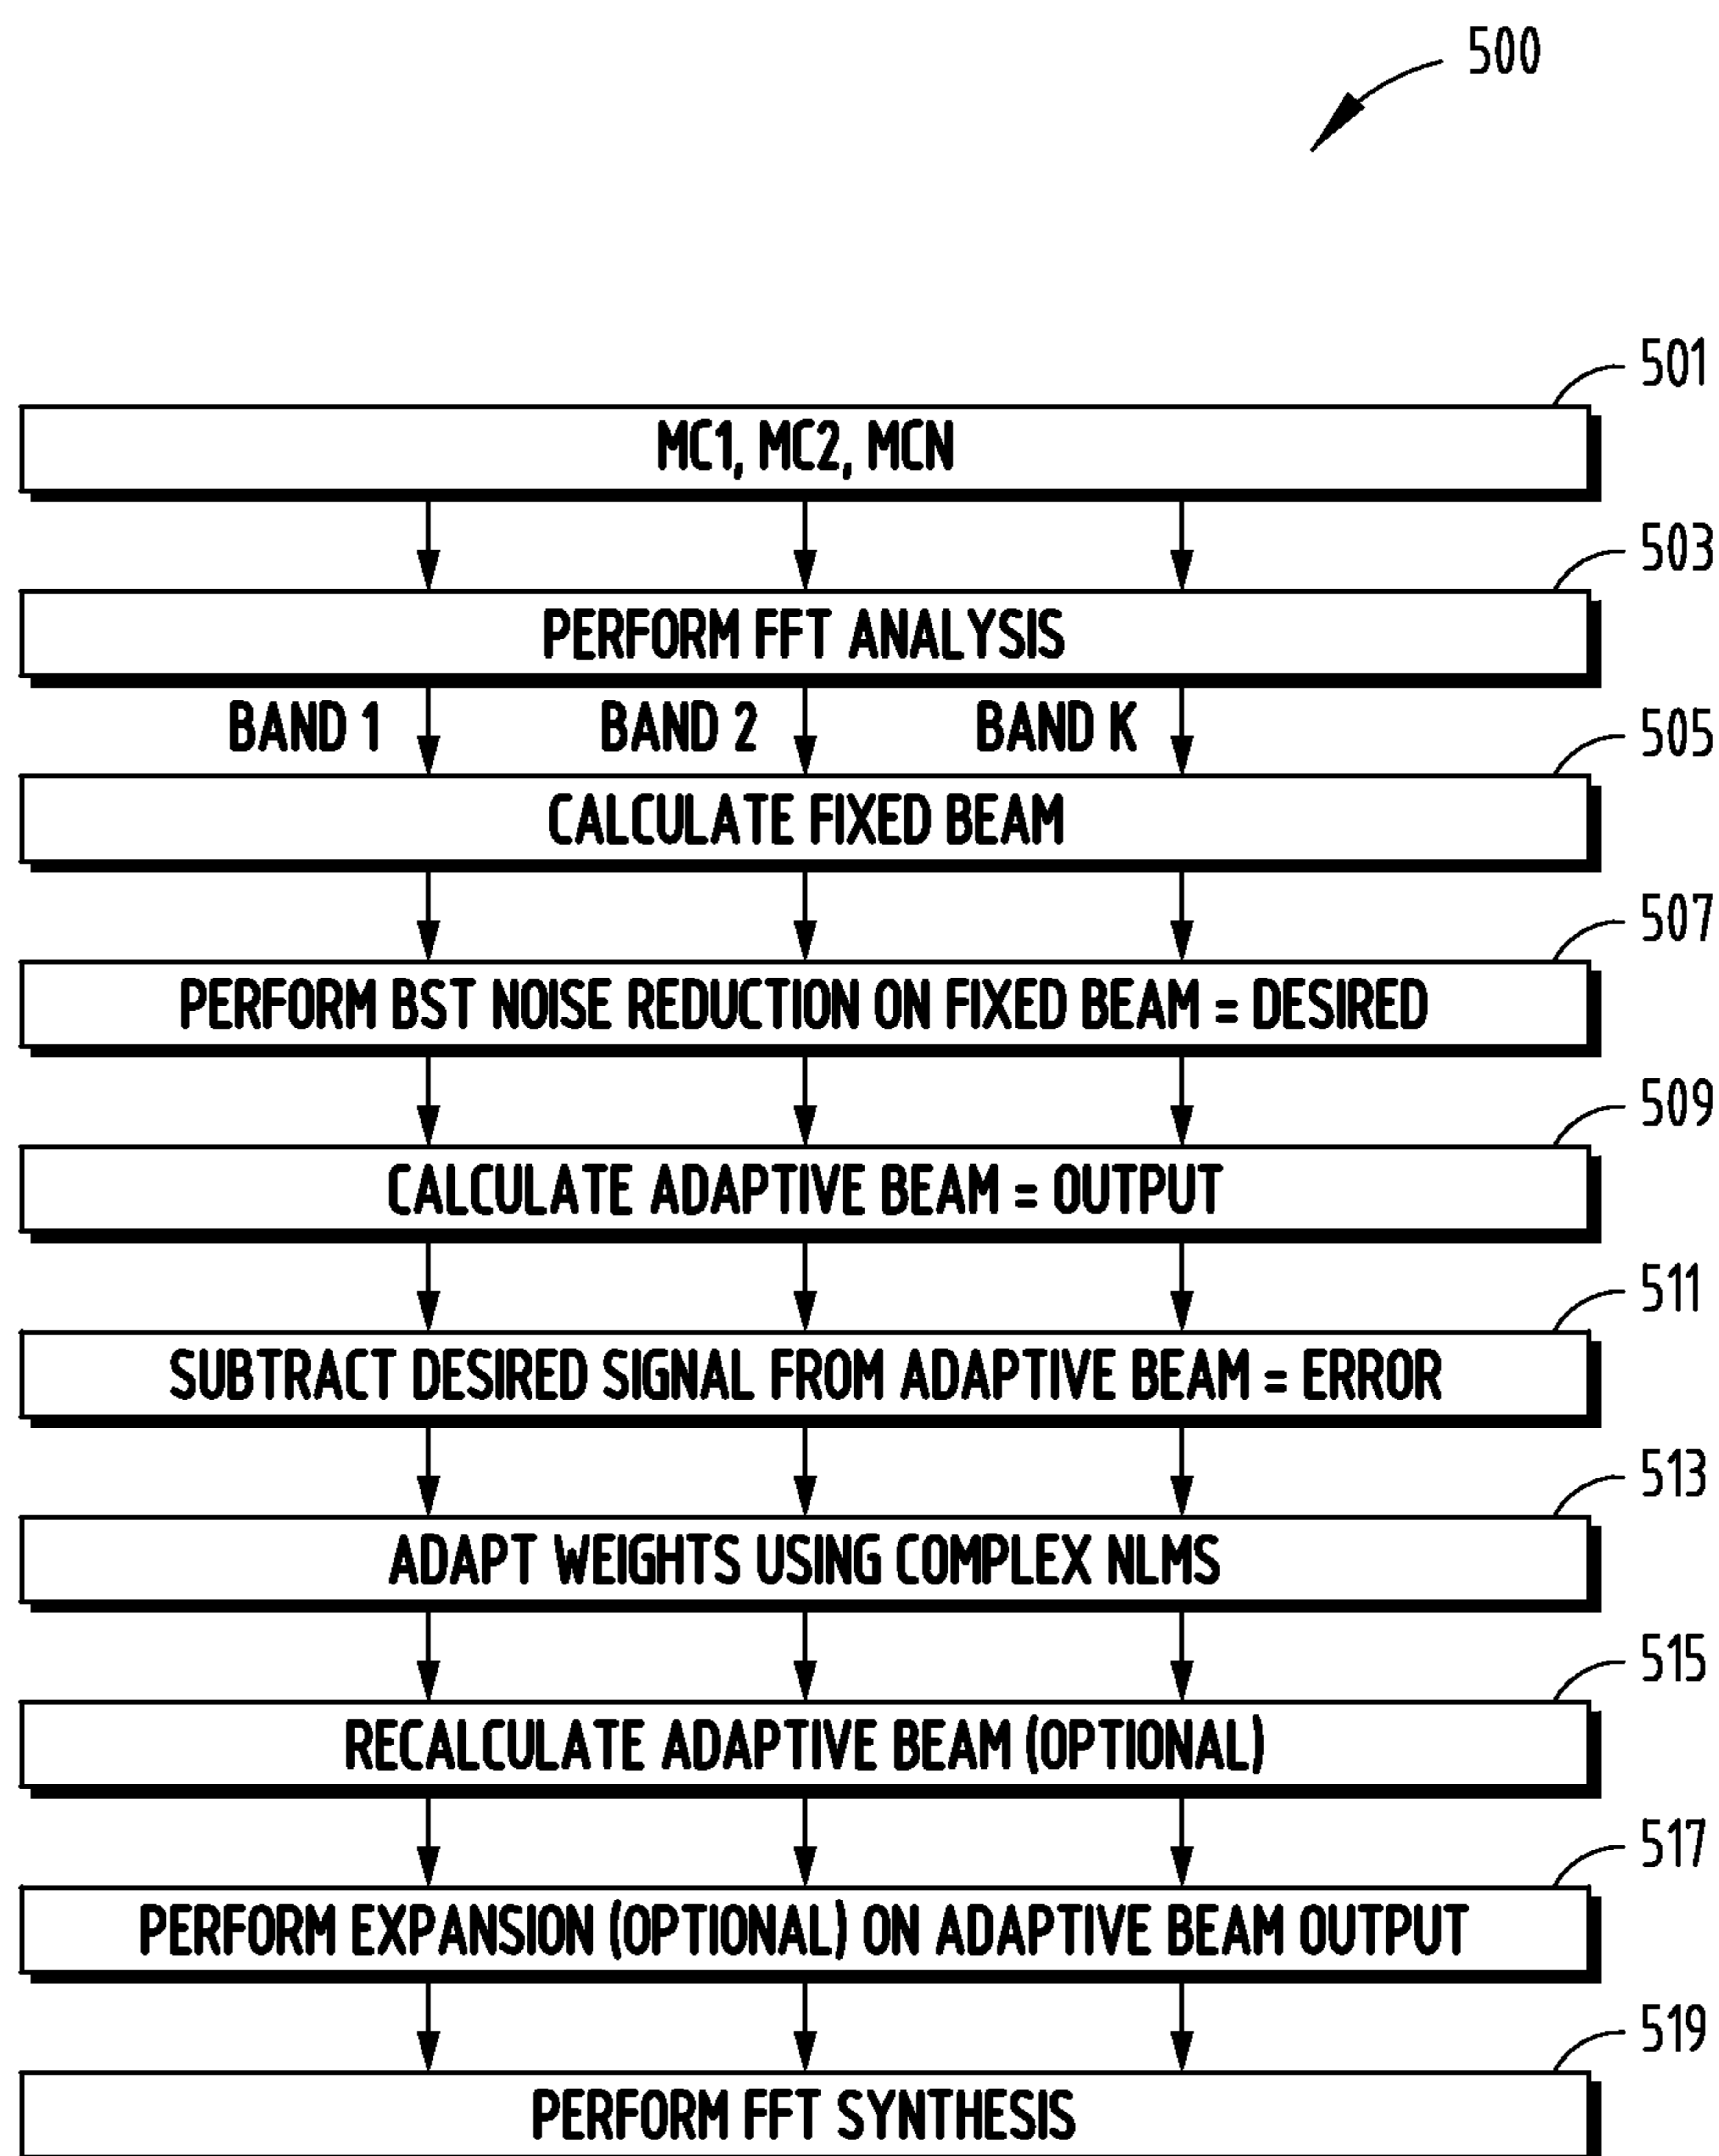 500
501
MC1, MC2, MCN
503
PERFORM FFT ANALYSIS
BAND 1 BAND 2 BAND K
505
CALCULATE FIXED BEAM
507
PERFORM BST NOISE REDUCTION ON FIXED BEAM = DESIRED
509
CALCULATE ADAPTIVE BEAM = OUTPUT
511
SUBTRACT DESIRED SIGNAL FROM ADAPTIVE BEAM = ERROR
513
ADAPT WEIGHTS USING COMPLEX NLMS
515
RECALCULATE ADAPTIVE BEAM (OPTIONAL)
517
PERFORM EXPANSION (OPTIONAL) ON ADAPTIVE BEAM OUTPUT
519
PERFORM FFT SYNTHESIS